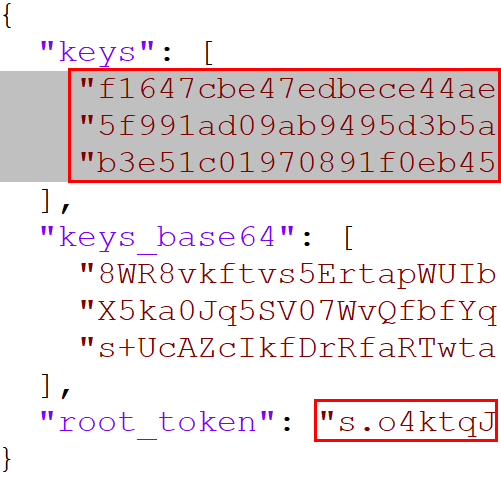 {
"keys": [
"f1647cbe47edbece44ae
"5f991ad09ab9495d3b5a
"b3e51c01970891f0eb45
],
"keys_base64": [
"8WR8vkftvs5ErtapWUIb
"X5ka0Jq5SV07WvQfbfYq
"s+UcAZcIkfDrRfaRTwta
],
"root_token": "s.o4ktqJ
}